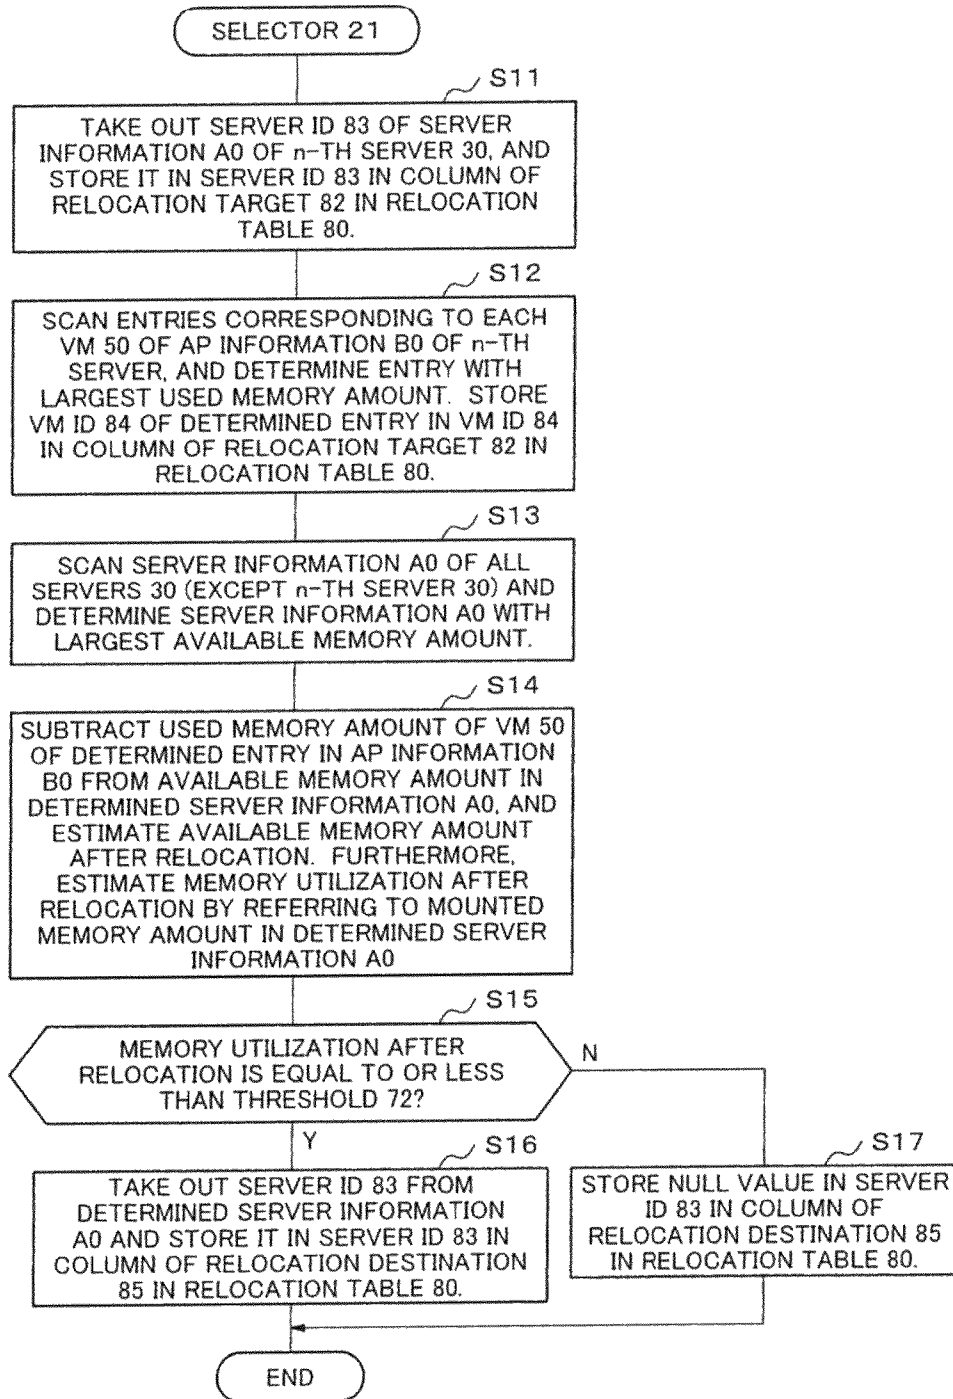 SELECTOR 21
S11
TAKE OUT SERVER ID 83 OF SERVER
INFORMATION A0 OF n-TH SERVER 30, AND
STORE IT IN SERVER ID 83 IN COLUMN OF
RELOCATION TARGET 82 IN RELOCATION
TABLE 80.
S12
SCAN ENTRIES CORRESPONDING TO EACH
VM 50 OF AP INFORMATION B0 OF n-TH
SERVER, AND DETERMINE ENTRY WITH
LARGEST USED MEMORY AMOUNT. STORE
VM ID 84 OF DETERMINED ENTRY IN VM ID 84
IN COLUMN OF RELOCATION TARGET 82 IN
RELOCATION TABLE 80.
S13
SCAN SERVER INFORMATION A0 OF ALL
SERVERS 30 (EXCEPT n-TH SERVER 30) AND
DETERMINE SERVER INFORMATION A0 WITH
LARGEST AVAILABLE MEMORY AMOUNT.
S14
SUBTRACT USED MEMORY AMOUNT OF VM 50
OF DETERMINED ENTRY IN AP INFORMATION
B0 FROM AVAILABLE MEMORY AMOUNT IN
DETERMINED SERVER INFORMATION A0, AND
ESTIMATE AVAILABLE MEMORY AMOUNT
AFTER RELOCATION. FURTHERMORE,
ESTIMATE MEMORY UTILIZATION AFTER
RELOCATION BY REFERRING TO MOUNTED
MEMORY AMOUNT IN DETERMINED SERVER
INFORMATION A0
S15
MEMORY UTILIZATION AFTER
RELOCATION IS EQUAL TO OR LESS
THAN THRESHOLD 72?
N
Y
S16
TAKE OUT SERVER ID 83 FROM
DETERMINED SERVER INFORMATION
A0 AND STORE IT IN SERVER ID 83 IN
COLUMN OF RELOCATION DESTINATION
85 IN RELOCATION TABLE 80.
S17
STORE NULL VALUE IN SERVER
ID 83 IN COLUMN OF
RELOCATION DESTINATION 85
IN RELOCATION TABLE 80.
END